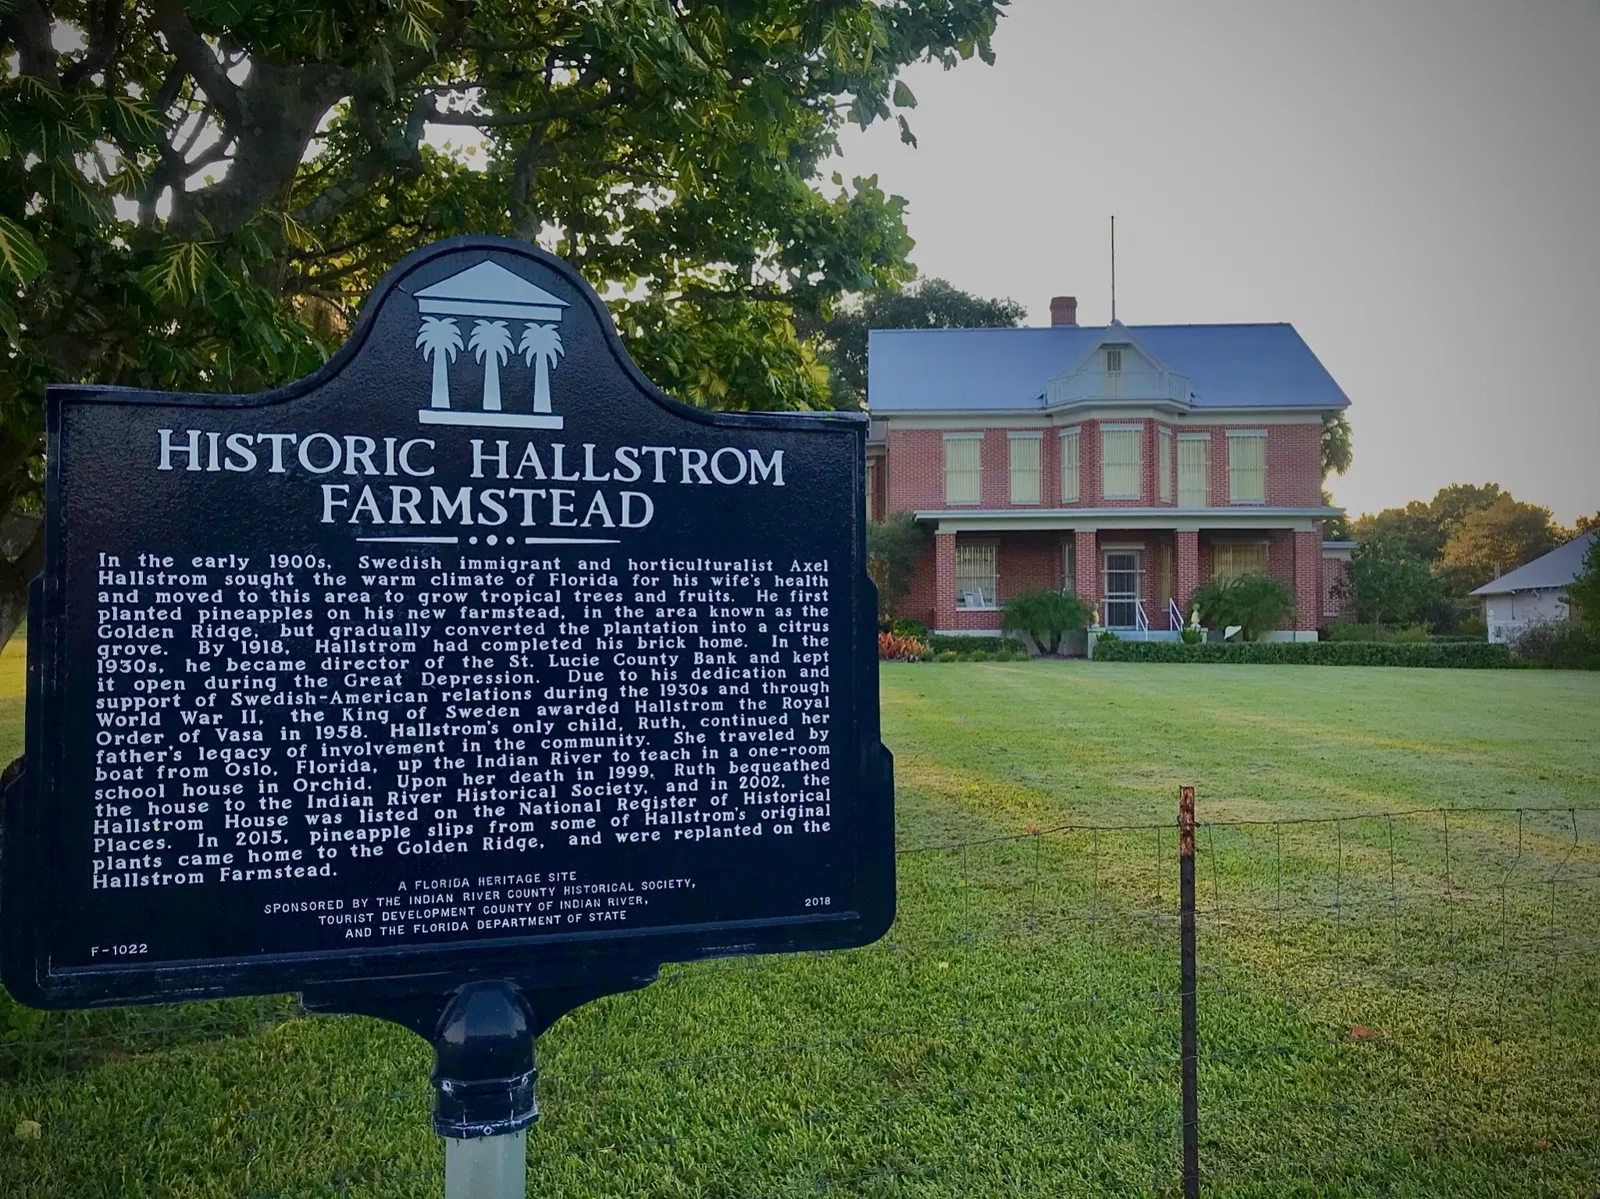 HISTORIC HALLSTROM
FARMSTEAD
In the early 1900s, Swedish immigrant and horticulturalist Axel
Hallstrom sought the warm climate of Florida for his wife's health
and moved to this area to grow tropical trees and fruits. He first
planted pineapples on his new farmstead, in the area known as the
Golden Ridge, but gradually converted the plantation into a citrus
grove. By 1918, Hallstrom had completed his brick home. In the
1930s, he became director of the St. Lucie County Bank and kept
it open during the Great Depression. Due to his dedication and
support of Swedish-American relations during the 1930s and through
World War II, the King of Sweden awarded Hallstrom the Royal
Order of Vasa in 1958. Hallstrom's only child, Ruth, continued her
father's legacy of involvement in the community. She traveled by
boat from Oslo, Florida, up the Indian River to teach in a one-room
school house in Orchid. Upon her death in 1999, Ruth bequeathed
the house to the Indian River Historical Society, and in 2002, the
Hallstrom House was listed on the National Register of Historical
Places. In 2015, pineapple slips from some of Hallstrom's original
plants came home to the Golden Ridge, and were replanted on the
Hallstrom Farmstead.
A FLORIDA HERITAGE SITE
SPONSORED BY THE INDIAN RIVER COUNTY HISTORICAL SOCIETY,
TOURIST DEVELOPMENT COUNTY OF INDIAN RIVER,
AND THE FLORIDA DEPARTMENT OF STATE
2018
F-1022